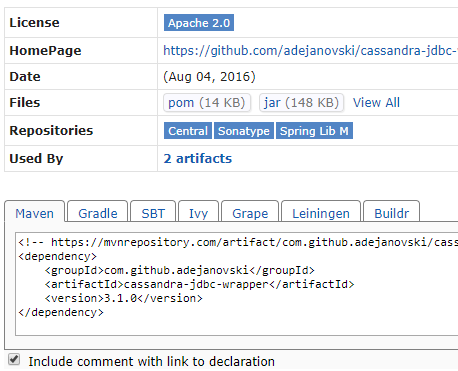 License Apache 2.0
HomePage https://github.com/adejanovski/cassandra-jdbc-
Date (Aug 04, 2016)
Files pom (14 KB) jar (148 KB) View All
Repositories Central Sonatype Spring Lib M
Used By 2 artifacts
Maven Gradle SBT Ivy Grape Leiningen Buildr
<!-- https://mvnrepository.com/artifact/com.github.adejanovski/cass
<dependency>
    <groupId>com.github.adejanovski</groupId>
    <artifactId>cassandra-jdbc-wrapper</artifactId>
    <version>3.1.0</version>
</dependency>
Include comment with link to declaration